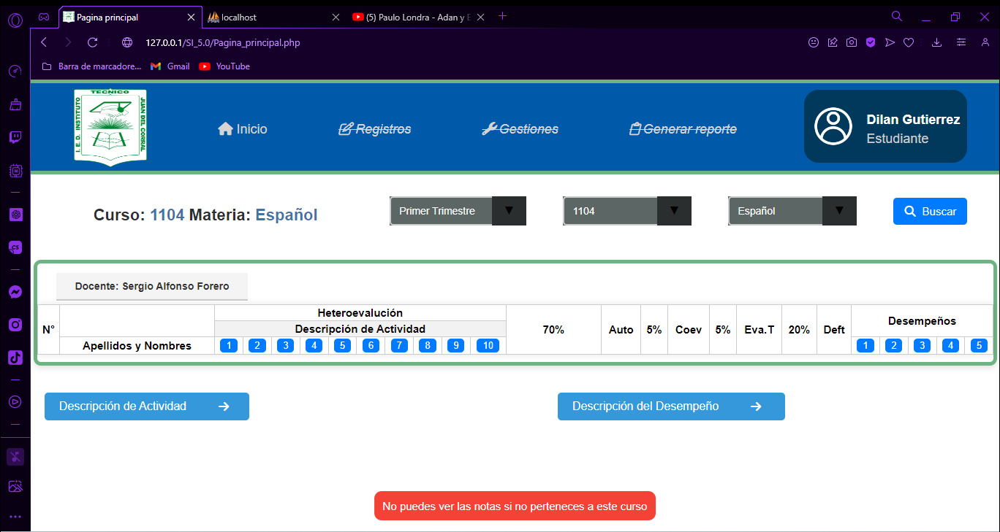 Pagina principal
localhost
(5) Paulo Londra - Adan y E
127.0.0.1/SI_5.0/Pagina_principal.php
Barra de marcadore... Gmail YouTube
I. E. D. INSTITUTO TECNICO JUAN DEL CORRAL
Inicio
Registros
Gestiones
Generar reporte
Dilan Gutierrez
Estudiante
Curso: 1104 Materia: Español
Primer Trimestre ▼
1104 ▼
Español ▼
Buscar
Docente: Sergio Alfonso Forero
Heteroevalución
Descripción de Actividad
N° Apellidos y Nombres 1 2 3 4 5 6 7 8 9 10 70% Auto 5% Coev 5% Eva.T 20% Deft
Desempeños
1 2 3 4 5
Descripción de Actividad →
Descripción del Desempeño →
No puedes ver las notas si no perteneces a este curso